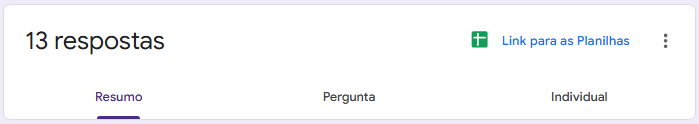 13 respostas
Link para as Planilhas
Resumo
Pergunta
Individual